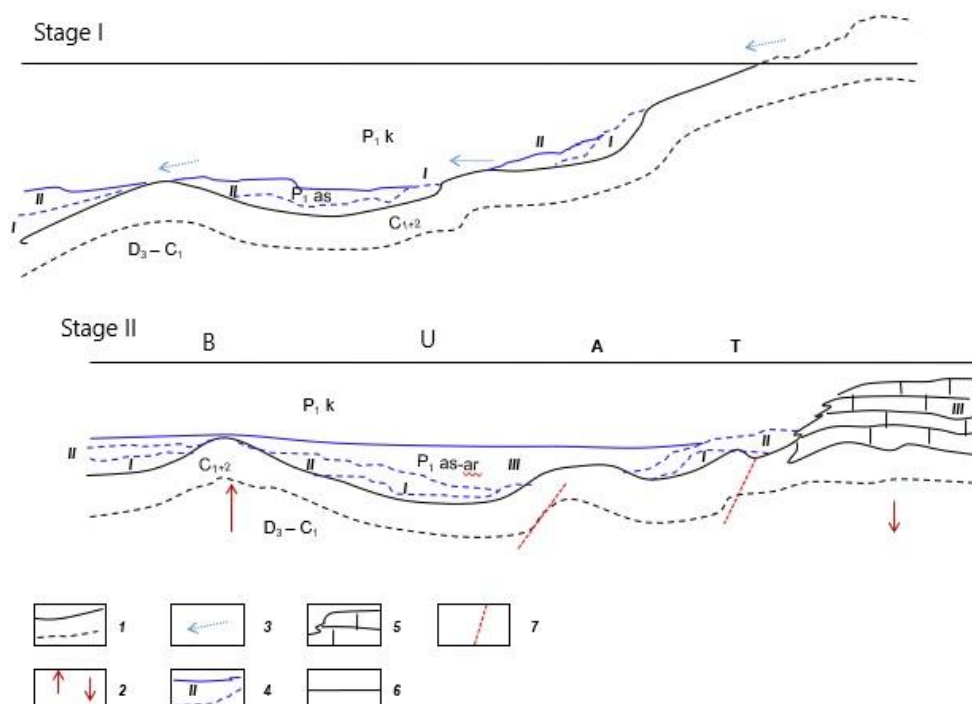 Stage I
P₁ k
II
I
I
II
II
P₁ as
I
C₁₊₂
D₃ – C₁
Stage II
B
U
A
T
P₁ k
III
II
II
I
C₁₊₂
II
P₁ as-ar
III
I
I
D₃ – C₁
1
3
5
7
2
II
4
6